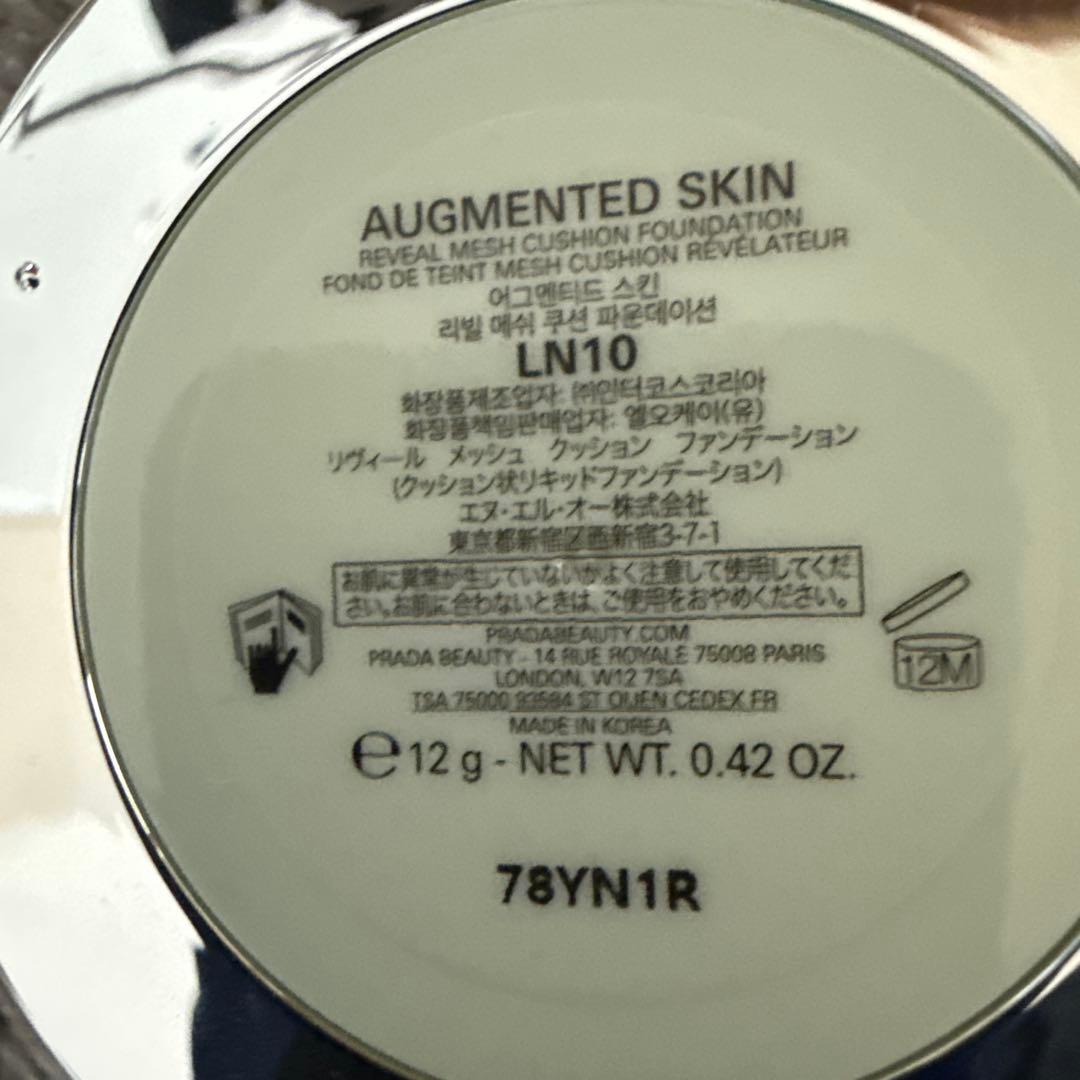 AUGMENTED SKIN
REVEAL MESH CUSHION FOUNDATION
FOND DE TEINT MESH CUSHION RÉVÉLATEUR
어그멘티드 스킨
리빌 메쉬 쿠션 파운데이션
LN10
화장품제조업자: ㈜인터코스코리아
화장품책임판매업자: 엘오케이(유)
リヴィール メッシュ クッション ファンデーション
(クッション状リキッドファンデーション)
エヌ・エル・オー株式会社
東京都新宿区西新宿3-7-1
お肌に異常が生じていないかよく注意して使用してくだ
さい。お肌に合わないときは、ご使用をおやめください。
PRADABEAUTY.COM
PRADA BEAUTY - 14 RUE ROYALE 75008 PARIS
LONDON, W12 7SA
TSA 75000 93584 ST OUEN CEDEX FR
MADE IN KOREA
12M
℮12 g - NET WT. 0.42 OZ.
78YN1R